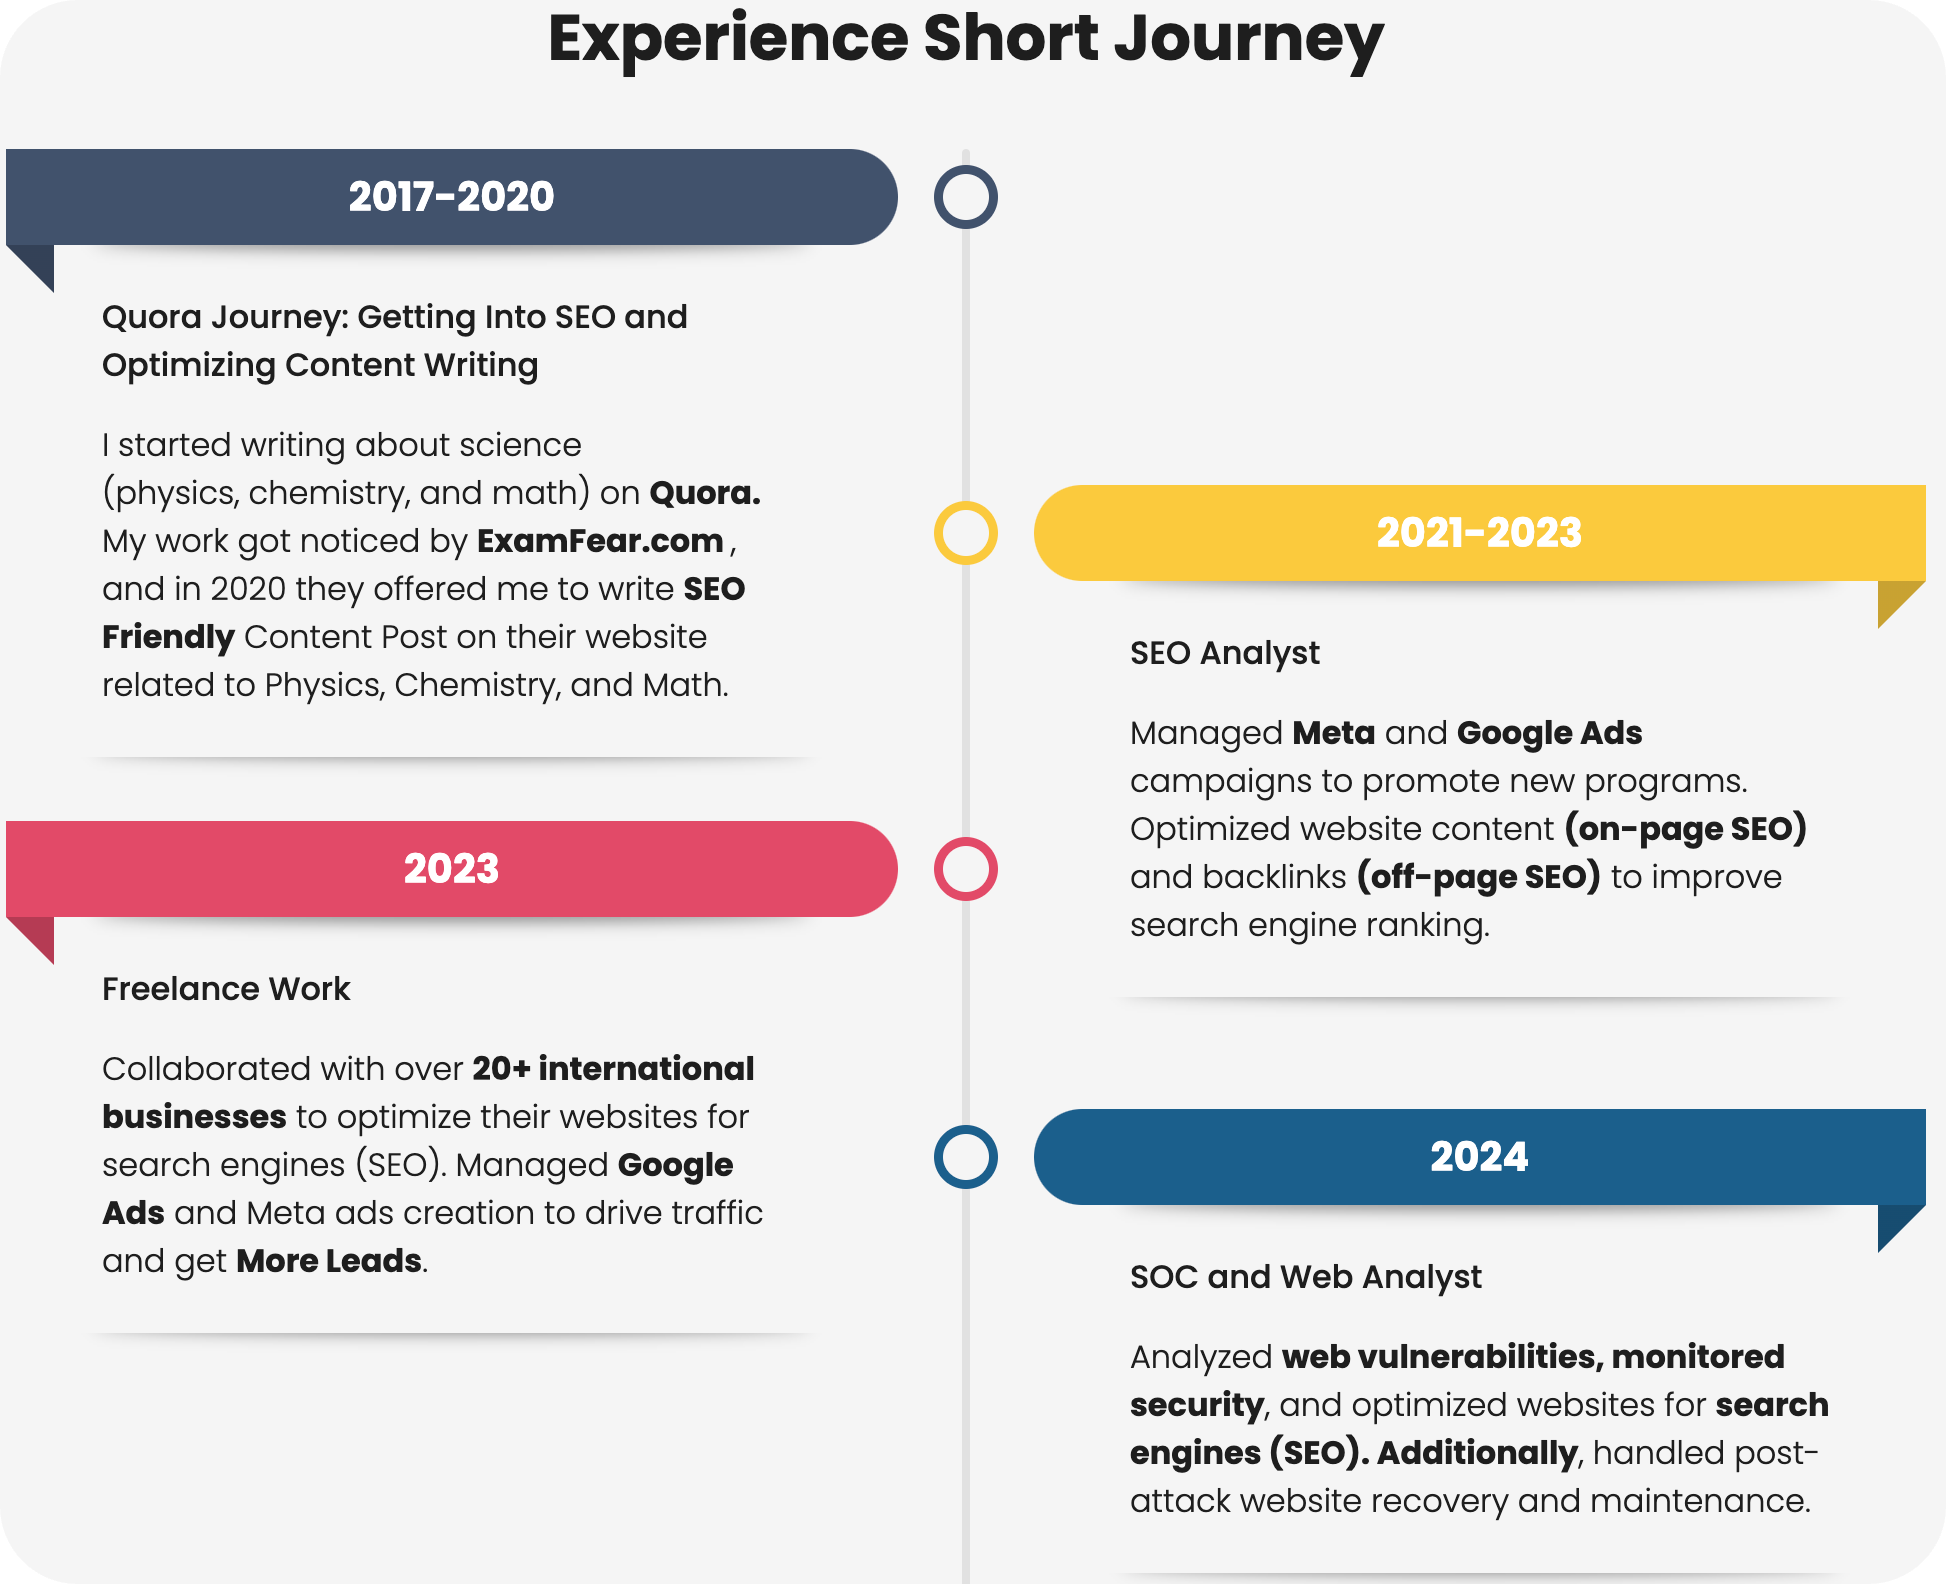 Experience Short Journey
2017-2020
Quora Journey: Getting Into SEO and
Optimizing Content Writing
I started writing about science
(physics, chemistry, and math) on Quora.
My work got noticed by ExamFear.com ,
and in 2020 they offered me to write SEO
Friendly Content Post on their website
related to Physics, Chemistry, and Math.
2021-2023
SEO Analyst
Managed Meta and Google Ads
campaigns to promote new programs.
Optimized website content (on-page SEO)
and backlinks (off-page SEO) to improve
search engine ranking.
2023
Freelance Work
Collaborated with over 20+ international
businesses to optimize their websites for
search engines (SEO). Managed Google
Ads and Meta ads creation to drive traffic
and get More Leads.
2024
SOC and Web Analyst
Analyzed web vulnerabilities, monitored
security, and optimized websites for search
engines (SEO). Additionally, handled post-
attack website recovery and maintenance.